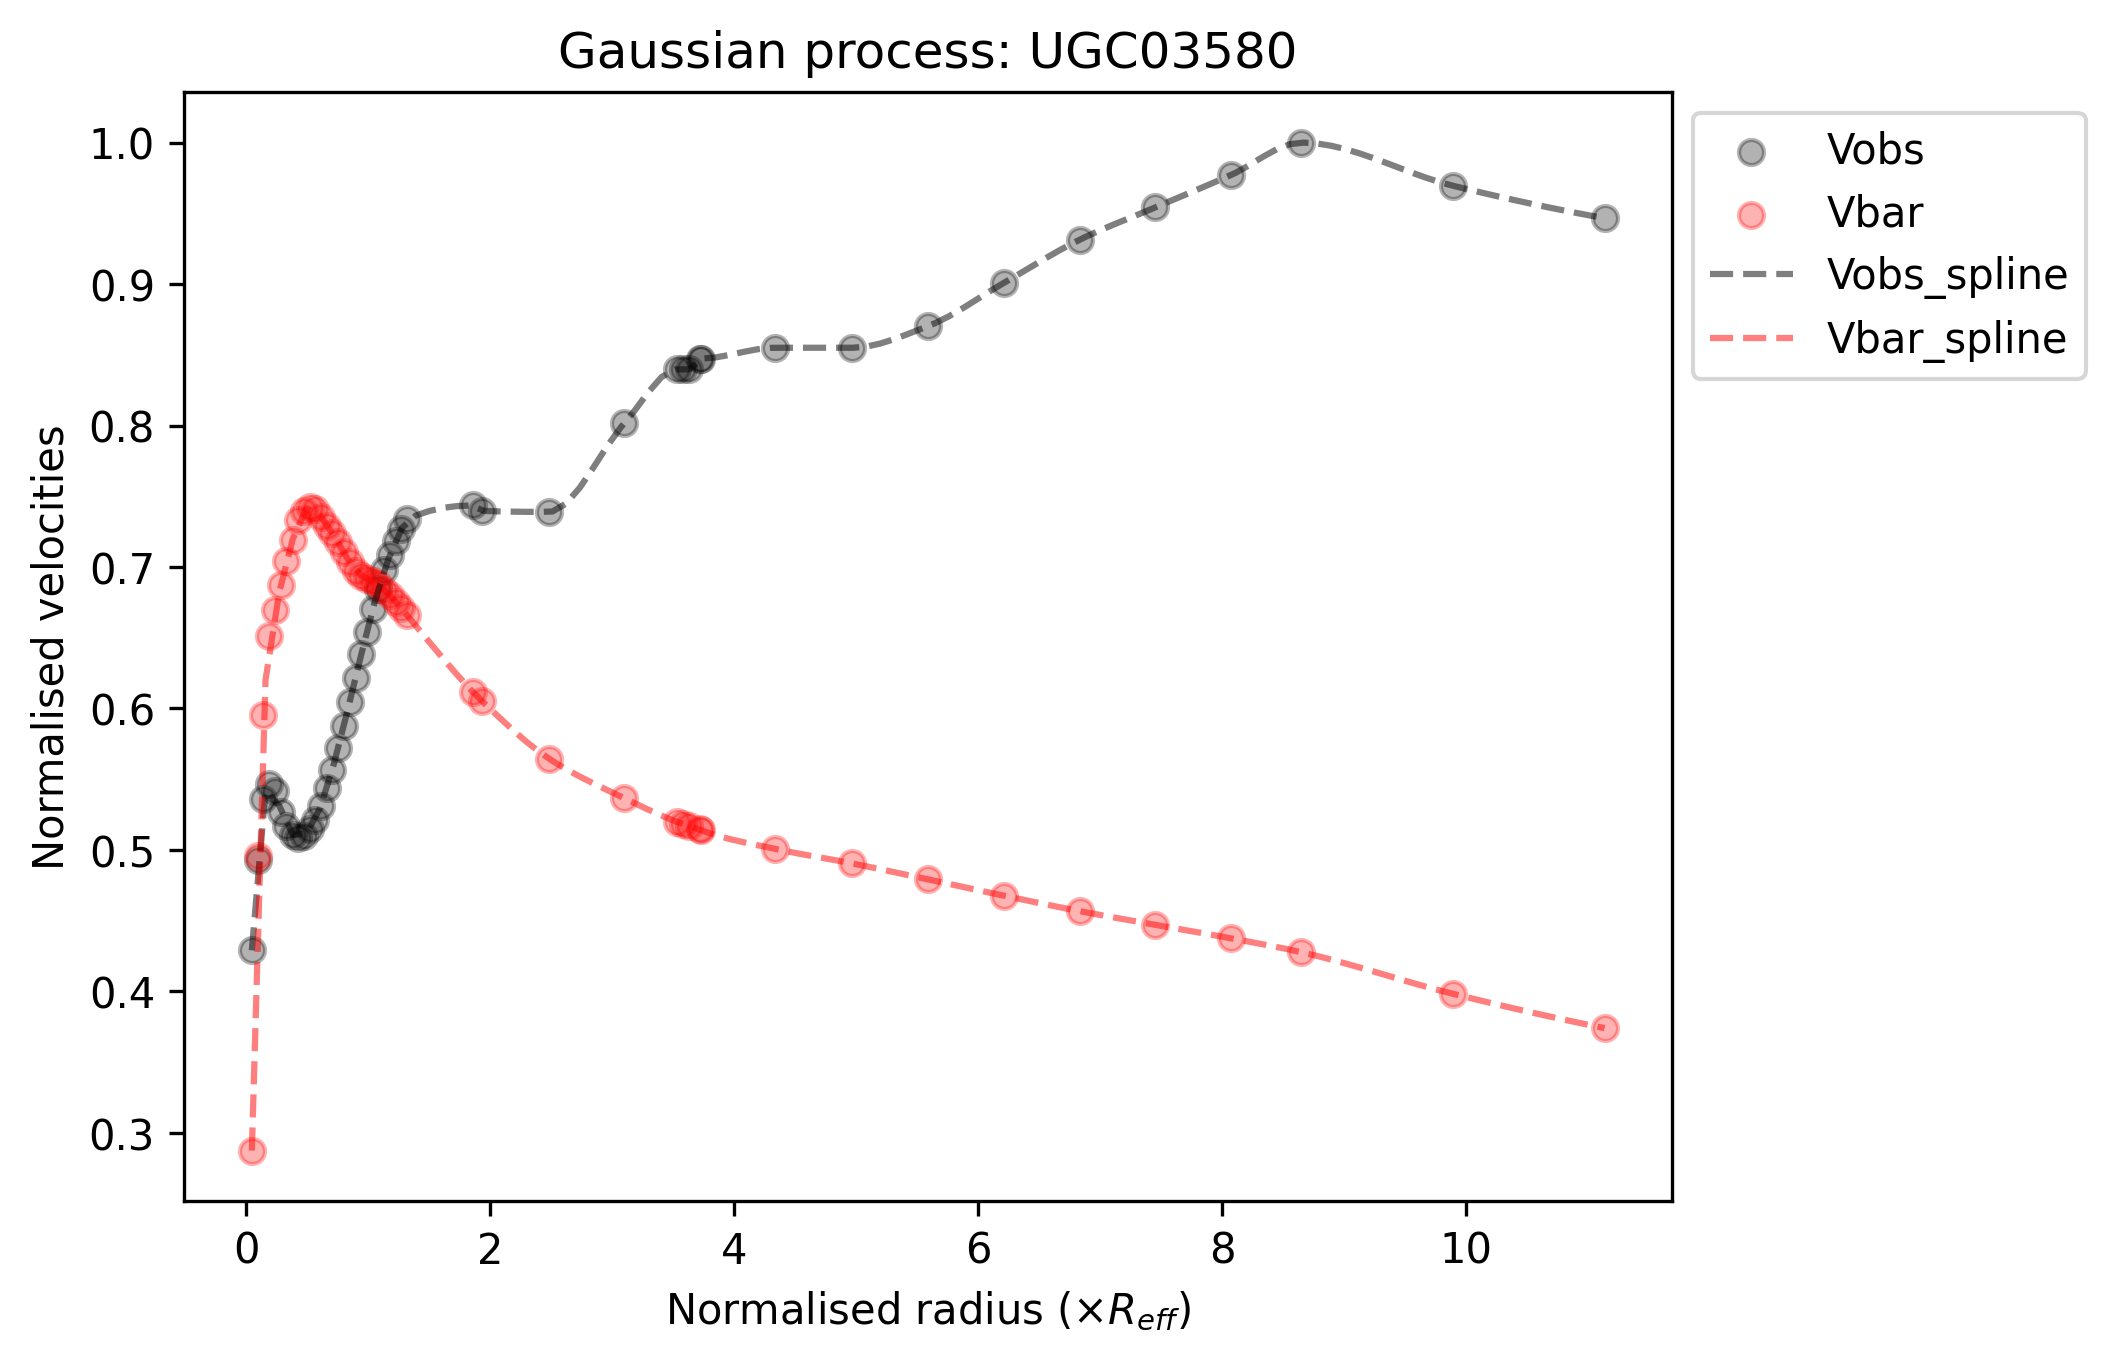 Gaussian process: UGC03580
Normalised velocities
1.0
0.9
0.8
0.7
0.6
0.5
0.4
0.3
0 2 4 6 8 10
Normalised radius (×R_eff)
Vobs
Vbar
Vobs_spline
Vbar_spline